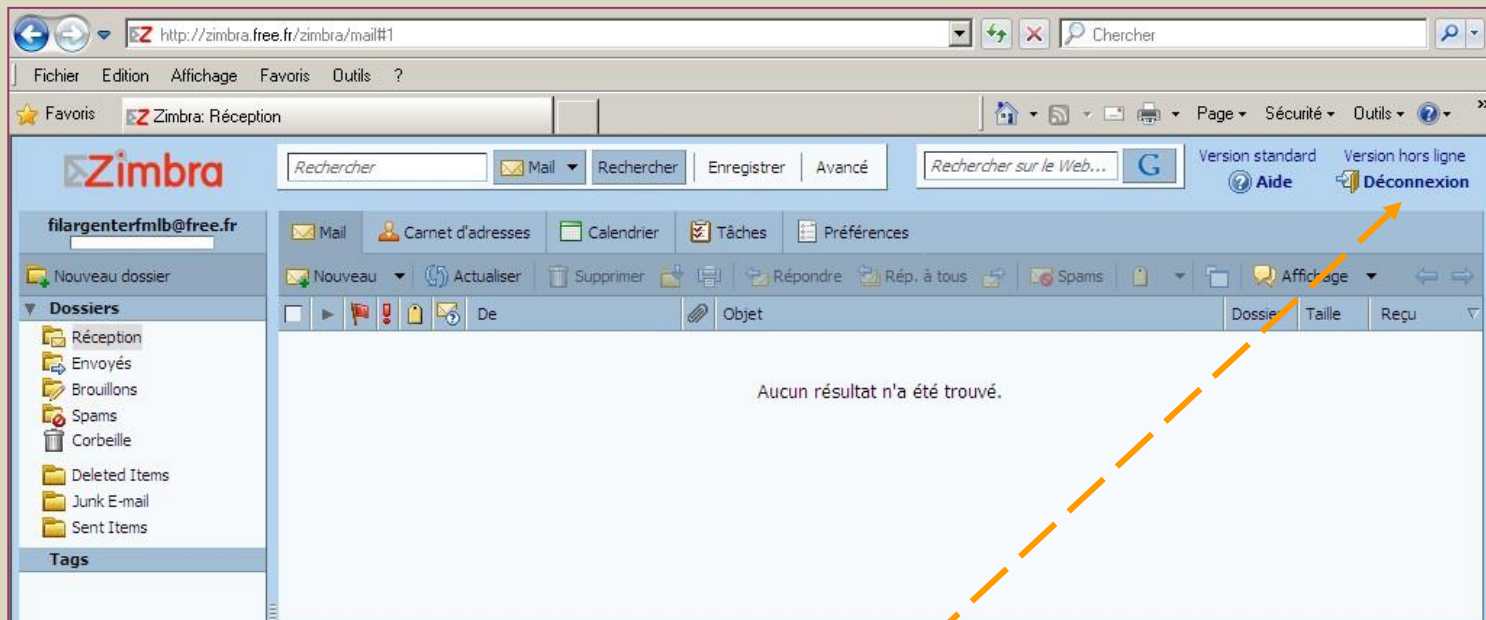 http://zimbra.free.fr/zimbra/mail#1 Chercher
Fichier Edition Affichage Favoris Outils ?
Favoris Zimbra: Réception Page Sécurité Outils
Zimbra Rechercher Mail Rechercher Enregistrer Avancé Rechercher sur le Web... G Version standard Version hors ligne
Aide Déconnexion
filargenterfmlb@free.fr Mail Carnet d'adresses Calendrier Tâches Préférences
Nouveau dossier Nouveau Actualiser Supprimer Répondre Rép. à tous Spams Affichage
Dossiers De Objet Dossier Taille Reçu
Réception
Envoyés
Aucun résultat n'a été trouvé.
Brouillons
Spams
Corbeille
Deleted Items
Junk E-mail
Sent Items
Tags